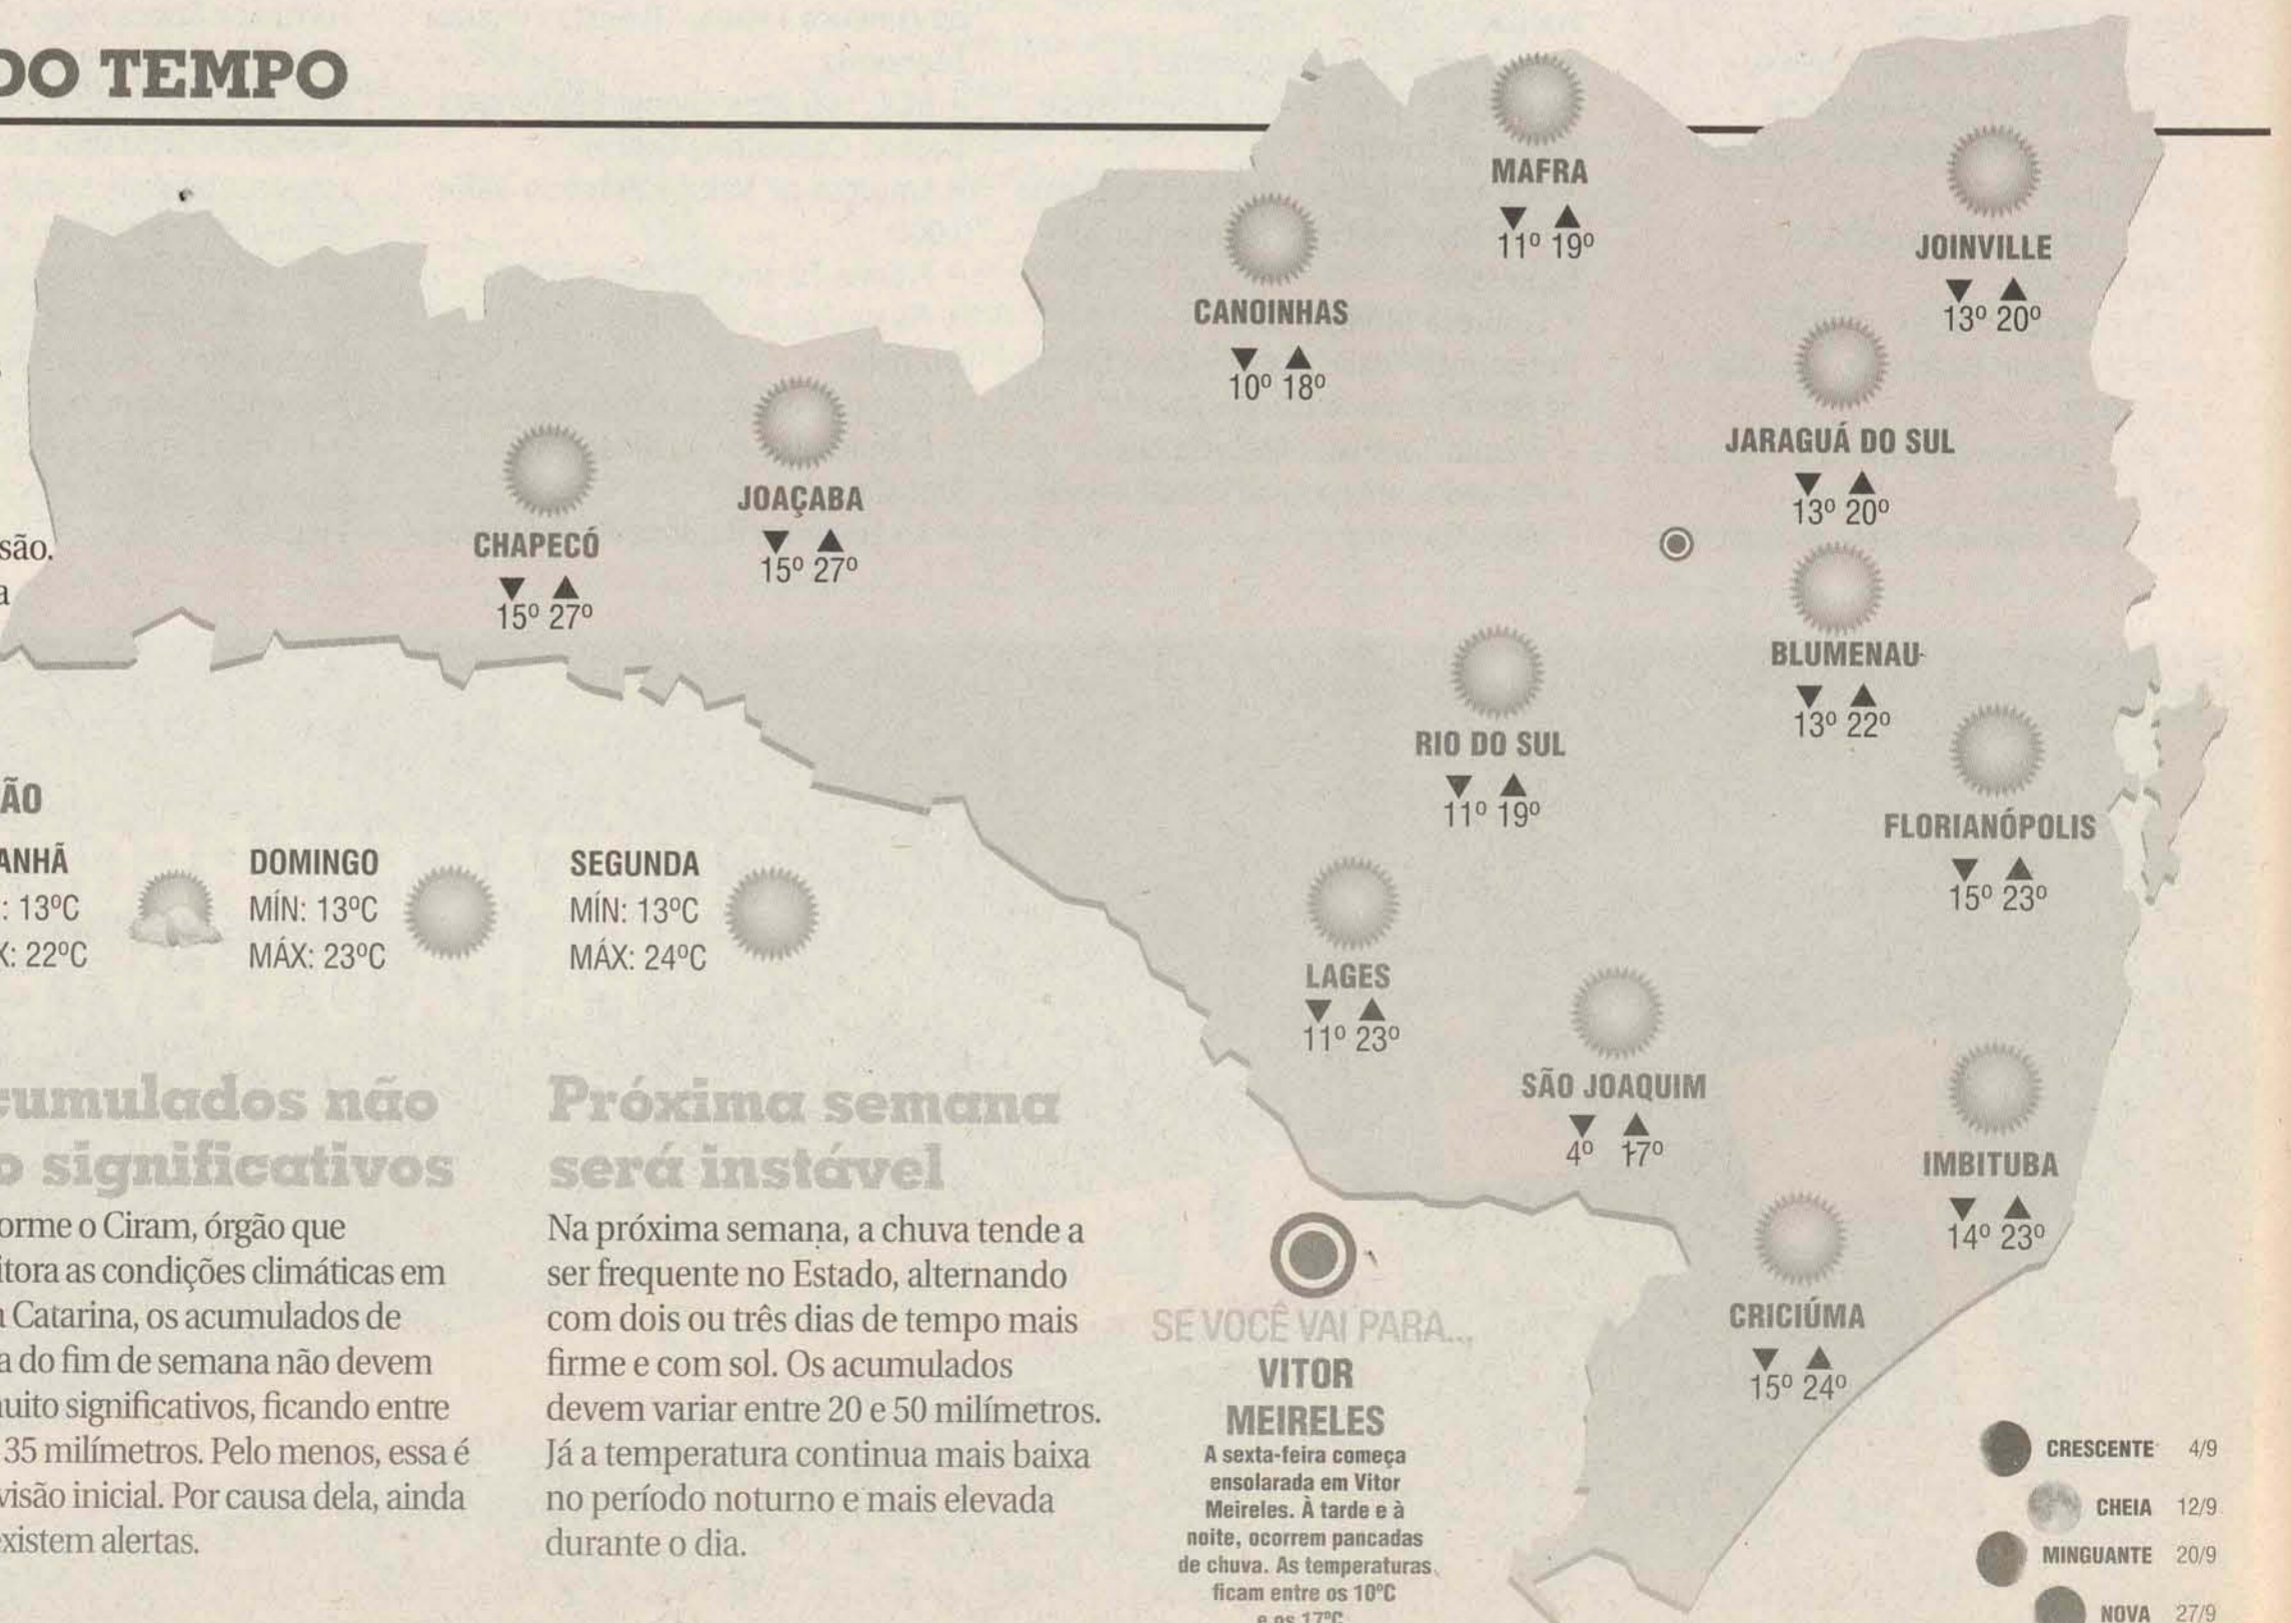 DO TEMPO
MAFRA
11º 19º
JOINVILLE
13º 20º
CANOINHAS
10º 18º
JARAGUÁ DO SUL
13º 20º
JOAÇABA
15º 27º
CHAPECÓ
15º 27º
são.
a
BLUMENAU
13º 22º
RIO DO SUL
11º 19º
FLORIANÓPOLIS
15º 23º
LAGES
11º 23º
SÃO JOAQUIM
4º 17º
IMBITUBA
14º 23º
CRICIÚMA
15º 24º
ÃO
ANHÃ
: 13ºC
X: 22ºC
DOMINGO
MÍN: 13ºC
MÁX: 23ºC
SEGUNDA
MÍN: 13ºC
MÁX: 24ºC
cumulados não
o significativos
orme o Ciram, órgão que
itora as condições climáticas em
a Catarina, os acumulados de
a do fim de semana não devem
uito significativos, ficando entre
35 milímetros. Pelo menos, essa é
visão inicial. Por causa dela, ainda
existem alertas.
Próxima semana
será instável
Na próxima semana, a chuva tende a
ser frequente no Estado, alternando
com dois ou três dias de tempo mais
firme e com sol. Os acumulados
devem variar entre 20 e 50 milímetros.
Já a temperatura continua mais baixa
no período noturno e mais elevada
durante o dia.
SE VOCÊ VAI PARA...
VITOR
MEIRELES
A sexta-feira começa
ensolarada em Vitor
Meireles. À tarde e à
noite, ocorrem pancadas
de chuva. As temperaturas
ficam entre os 10ºC
e os 17ºC
CRESCENTE 4/9
CHEIA 12/9
MINGUANTE 20/9
NOVA 27/9